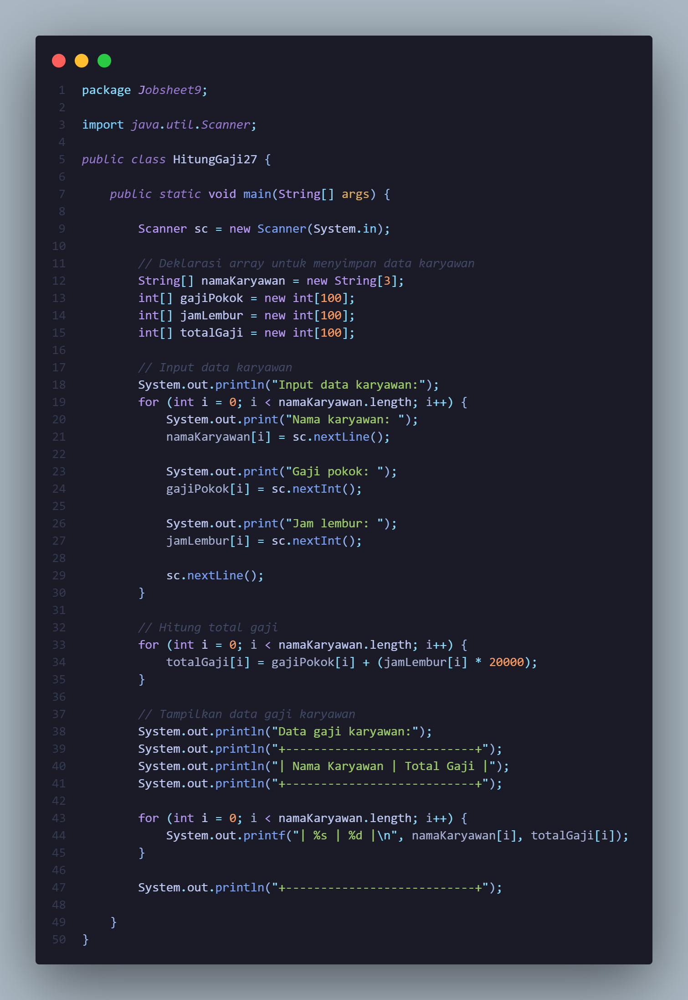 1 package Jobsheet9;
2
3 import java.util.Scanner;
4
5 public class HitungGaji27 {
6
7     public static void main(String[] args) {
8
9         Scanner sc = new Scanner(System.in);
10
11         // Deklarasi array untuk menyimpan data karyawan
12         String[] namaKaryawan = new String[3];
13         int[] gajiPokok = new int[100];
14         int[] jamLembur = new int[100];
15         int[] totalGaji = new int[100];
16
17         // Input data karyawan
18         System.out.println("Input data karyawan:");
19         for (int i = 0; i < namaKaryawan.length; i++) {
20             System.out.print("Nama karyawan: ");
21             namaKaryawan[i] = sc.nextLine();
22
23             System.out.print("Gaji pokok: ");
24             gajiPokok[i] = sc.nextInt();
25
26             System.out.print("Jam lembur: ");
27             jamLembur[i] = sc.nextInt();
28
29             sc.nextLine();
30         }
31
32         // Hitung total gaji
33         for (int i = 0; i < namaKaryawan.length; i++) {
34             totalGaji[i] = gajiPokok[i] + (jamLembur[i] * 20000);
35         }
36
37         // Tampilkan data gaji karyawan
38         System.out.println("Data gaji karyawan:");
39         System.out.println("+---------------------------+");
40         System.out.println("| Nama Karyawan | Total Gaji |");
41         System.out.println("+---------------------------+");
42
43         for (int i = 0; i < namaKaryawan.length; i++) {
44             System.out.printf("| %s | %d |\n", namaKaryawan[i], totalGaji[i]);
45         }
46
47         System.out.println("+---------------------------+");
48
49     }
50 }